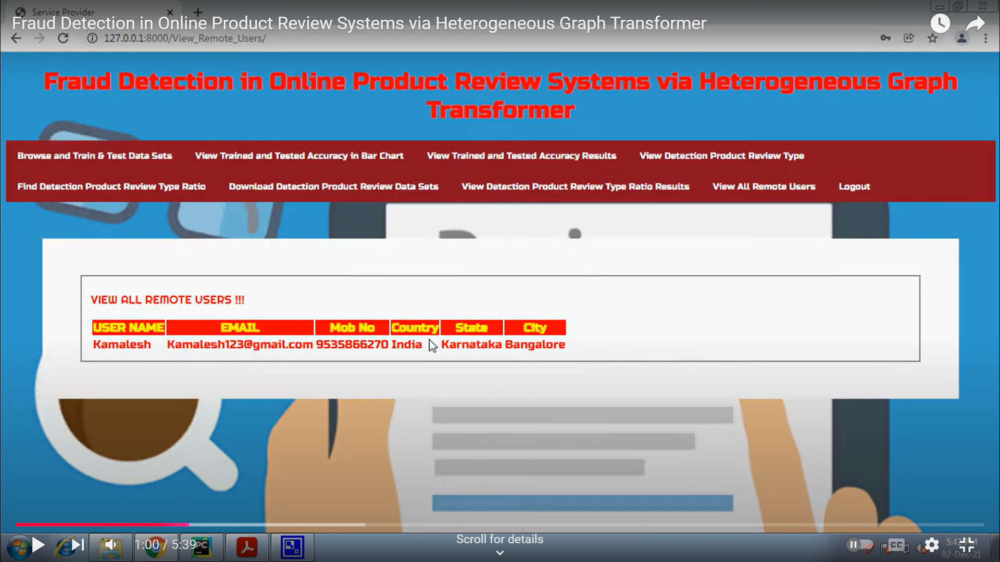 Service Provider
Fraud Detection in Online Product Review Systems via Heterogeneous Graph Transformer
127.0.0.1:8000/View_Remote_Users/
Fraud Detection in Online Product Review Systems via Heterogeneous Graph
Transformer
Browse and Train & Test Data Sets View Trained and Tested Accuracy in Bar Chart View Trained and Tested Accuracy Results View Detection Product Review Type
Find Detection Product Review Type Ratio Download Detection Product Review Data Sets View Detection Product Review Type Ratio Results View All Remote Users Logout
VIEW ALL REMOTE USERS !!!
USER NAME EMAIL Mob No Country State City
Kamalesh Kamalesh123@gmail.com 9535866270 India Karnataka Bangalore
Scroll for details
1:00 / 5:39
PC
CC
02-Dec-21